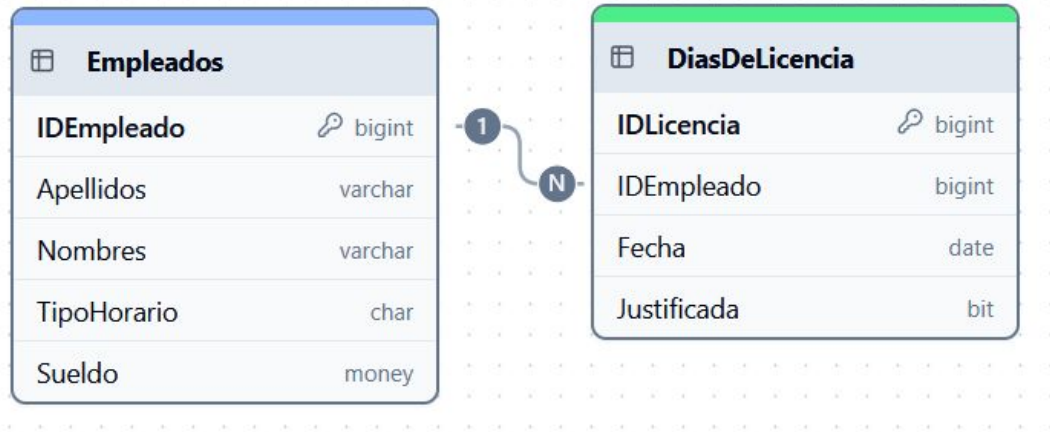 Empleados
IDEmpleado bigint
Apellidos varchar
Nombres varchar
TipoHorario char
Sueldo money
1
N
DiasDeLicencia
IDLicencia bigint
IDEmpleado bigint
Fecha date
Justificada bit